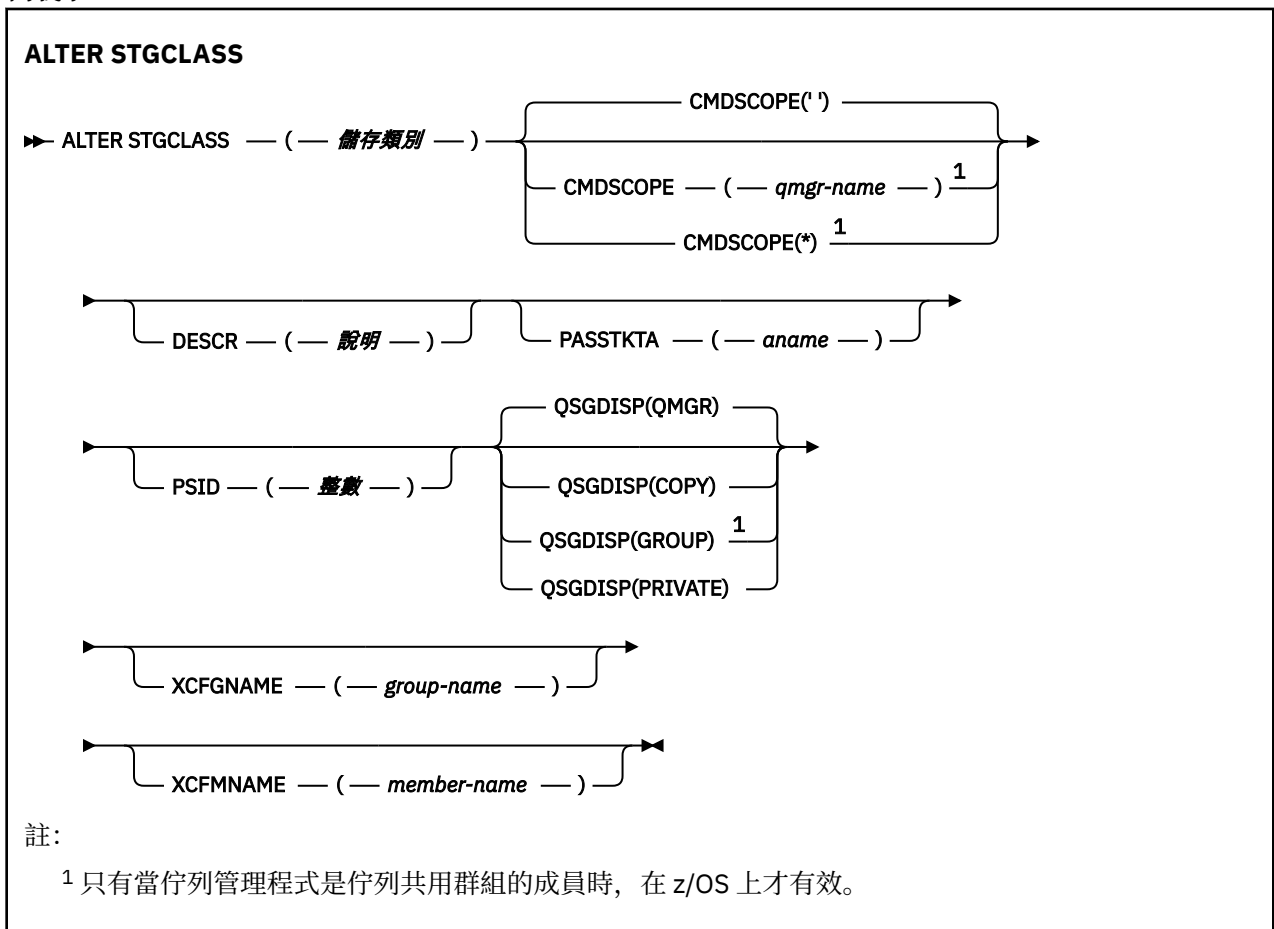 ALTER STGCLASS
CMDSCOPE(' ')
ALTER STGCLASS ( 儲存類別 )
CMDSCOPE ( qmgr-name ) 1
CMDSCOPE(*) 1
DESCR ( 說明 ) PASSTKTA ( aname )
QSGDISP(QMGR)
PSID ( 整數 ) QSGDISP(COPY)
QSGDISP(GROUP) 1
QSGDISP(PRIVATE)
XCFGNAME ( group-name )
XCFMNAME ( member-name )
註：
1 只有當佇列管理程式是佇列共用群組的成員時，在 z/OS 上才有效。